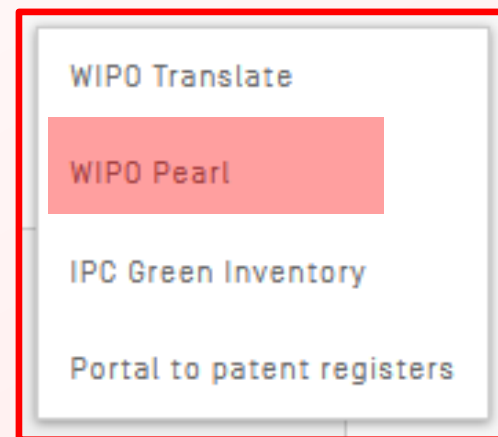 WIPO Translate
WIPO Pearl
IPC Green Inventory
Portal to patent registers